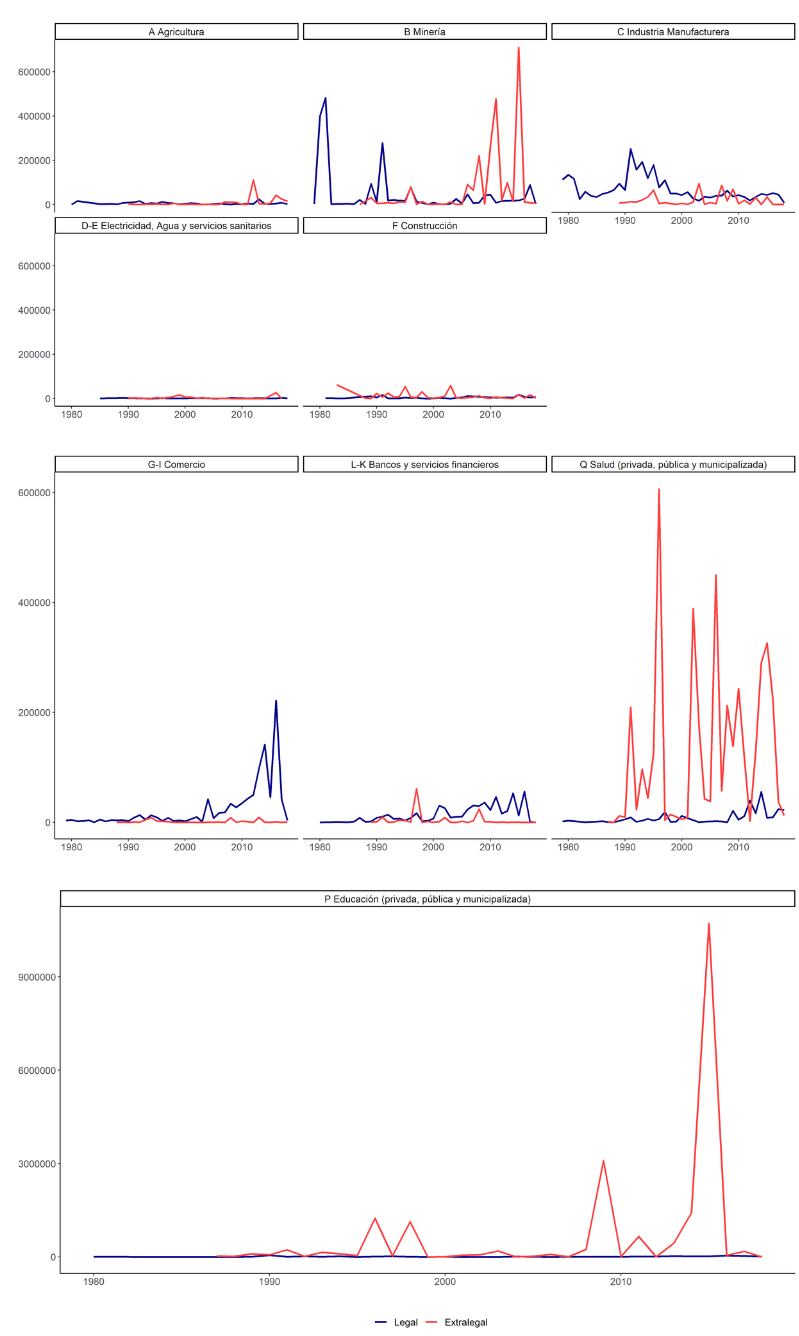 A Agricultura
B Minería
C Industria Manufacturera
600000
400000
200000
0
1980 1990 2000 2010
D-E Electricidad, Agua y servicios sanitarios
F Construcción
600000
400000
200000
0
1980 1990 2000 2010
1980 1990 2000 2010
G-I Comercio
L-K Bancos y servicios financieros
Q Salud (privada, pública y municipalizada)
600000
400000
200000
0
1980 1990 2000 2010
1980 1990 2000 2010
1980 1990 2000 2010
P Educación (privada, pública y municipalizada)
9000000
6000000
3000000
0
1980 1990 2000 2010
Legal Extralegal